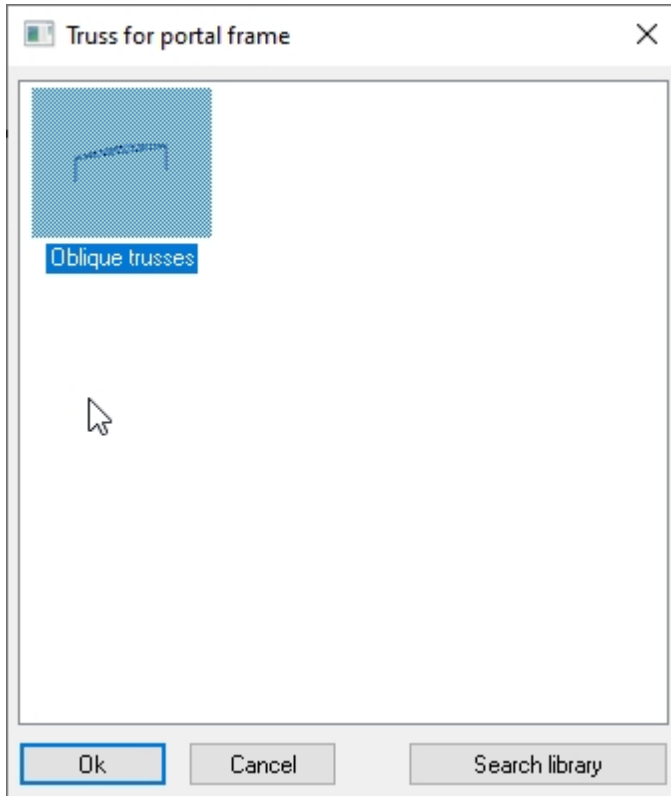 Truss for portal frame
Oblique trusses
Ok
Cancel
Search library